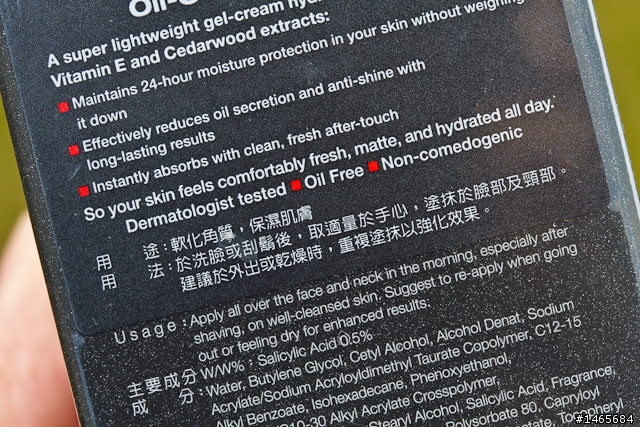 A super lightweight gel-cream
Vitamin E and Cedarwood extracts:
Maintains 24-hour moisture protection in your skin without weighing
it down
Effectively reduces oil secretion and anti-shine with
long-lasting results
Instantly absorbs with clean, fresh after-touch
So your skin feels comfortably fresh, matte, and hydrated all day.
Dermatologist tested Oil Free Non-comedogenic
用 途:軟化角質,保濕肌膚
用 法:於洗臉或刮鬍後,取適量於手心,塗抹於臉部及頸部。
建議於外出或乾燥時,重複塗抹以強化效果。
Usage: Apply all over the face and neck in the morning, especially after
shaving, on well-cleansed skin. Suggest to re-apply when going
out or feeling dry for enhanced results.
主要成分 W/W%: Salicylic Acid 0.5%
成 分: Water, Butylene Glycol, Cetyl Alcohol, Alcohol Denat, Sodium
Acrylate/Sodium Acryloyldimethyl Taurate Copolymer, C12-15
Alkyl Benzoate, Isohexadecane, Phenoxyethanol,
10-30 Alkyl Acrylate Crosspolymer,
Stearyl Alcohol, Salicylic Acid, Fragrance,
Polysorbate 80, Capryloyl
Tocopheryl
#1465684